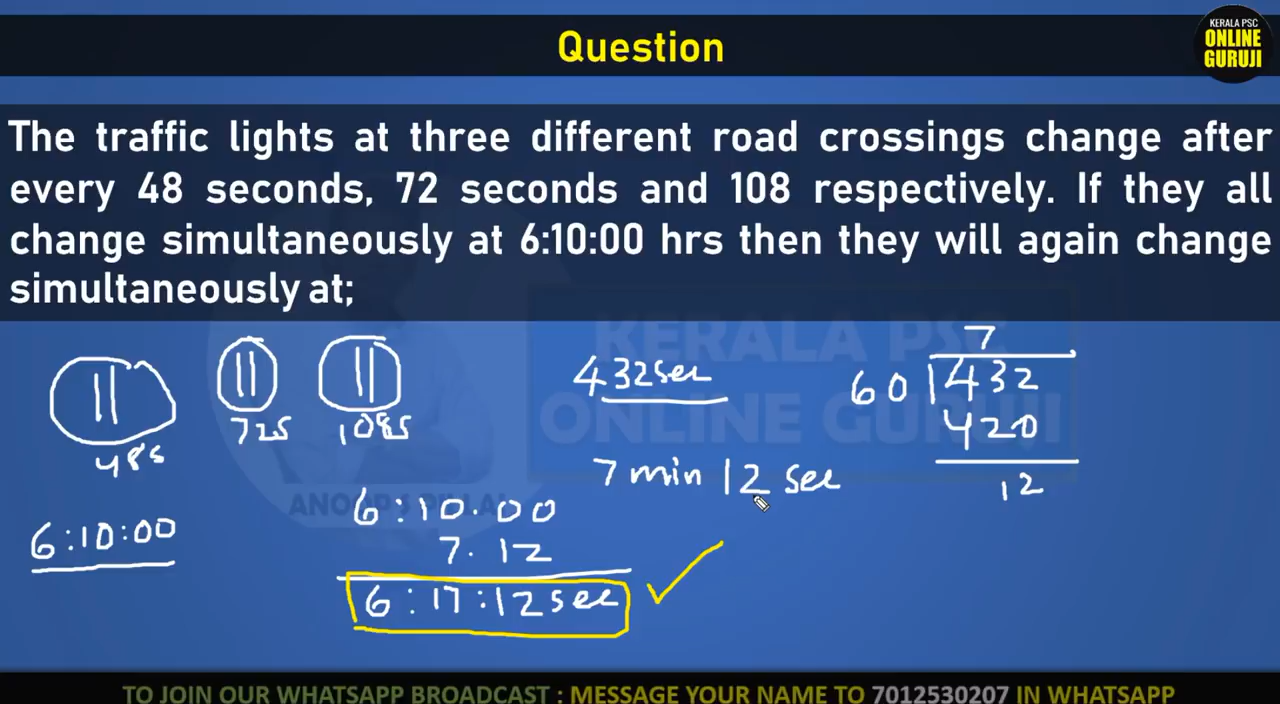 Question
KERALA PSC
ONLINE
GURUJI
The traffic lights at three different road crossings change after
every 48 seconds, 72 seconds and 108 respectively. If they all
change simultaneously at 6:10:00 hrs then they will again change
simultaneously at;
KERALA PSC
ONLINE GURUJI
ANOOP S PILLAI
48s
72s
108s
6:10:00
432sec
7 min 12 sec
7
60 432
420
12
6:10.00
7.12
6:17:12sec
TO JOIN OUR WHATSAPP BROADCAST : MESSAGE YOUR NAME TO 7012530207 IN WHATSAPP